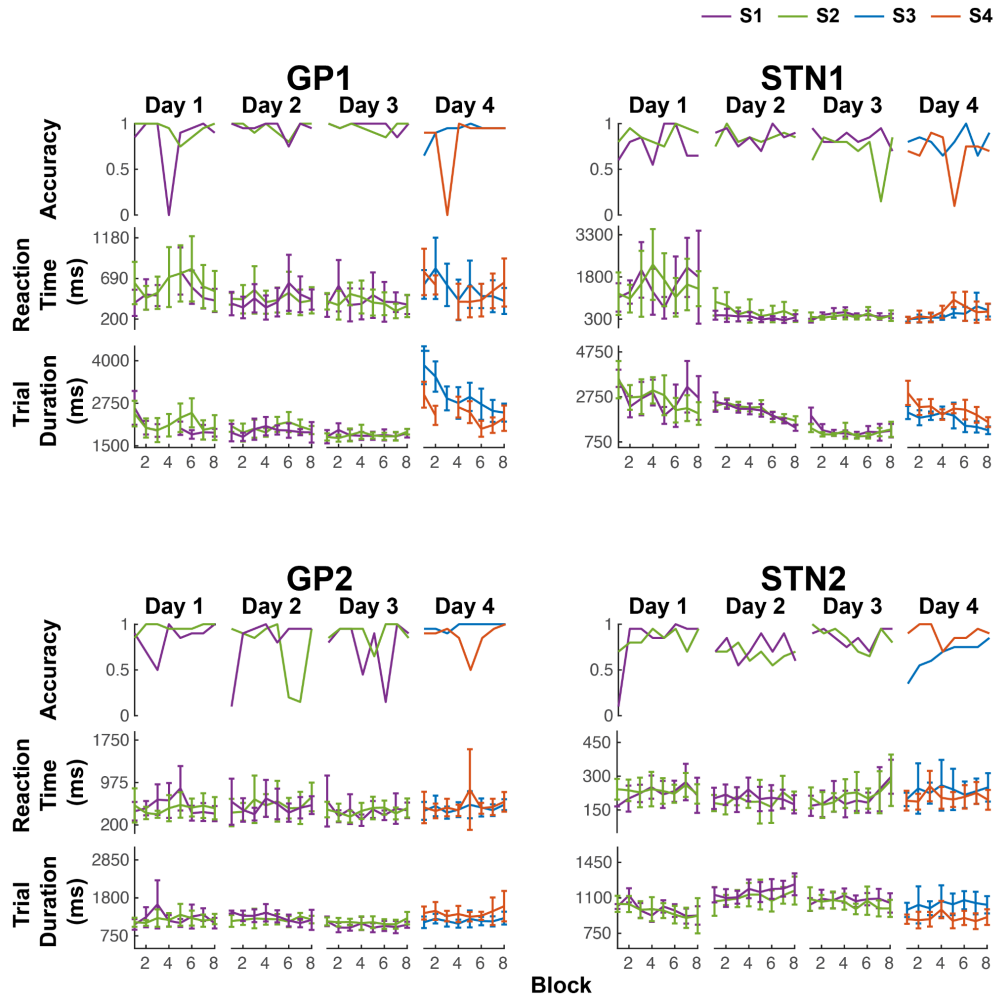 S1 S2 S3 S4
GP1
Day 1 Day 2 Day 3 Day 4
Accuracy
1
0.5
0
Reaction
Time
(ms)
1180
690
200
Trial
Duration
(ms)
4000
2750
1500
2 4 6 8 2 4 6 8 2 4 6 8 2 4 6 8
STN1
Day 1 Day 2 Day 3 Day 4
1
0.5
0
3300
1800
300
4750
2750
750
2 4 6 8 2 4 6 8 2 4 6 8 2 4 6 8
GP2
Day 1 Day 2 Day 3 Day 4
Accuracy
1
0.5
0
Reaction
Time
(ms)
1750
975
200
Trial
Duration
(ms)
2850
1800
750
2 4 6 8 2 4 6 8 2 4 6 8 2 4 6 8
STN2
Day 1 Day 2 Day 3 Day 4
1
0.5
0
450
300
150
1450
1100
750
2 4 6 8 2 4 6 8 2 4 6 8 2 4 6 8
Block